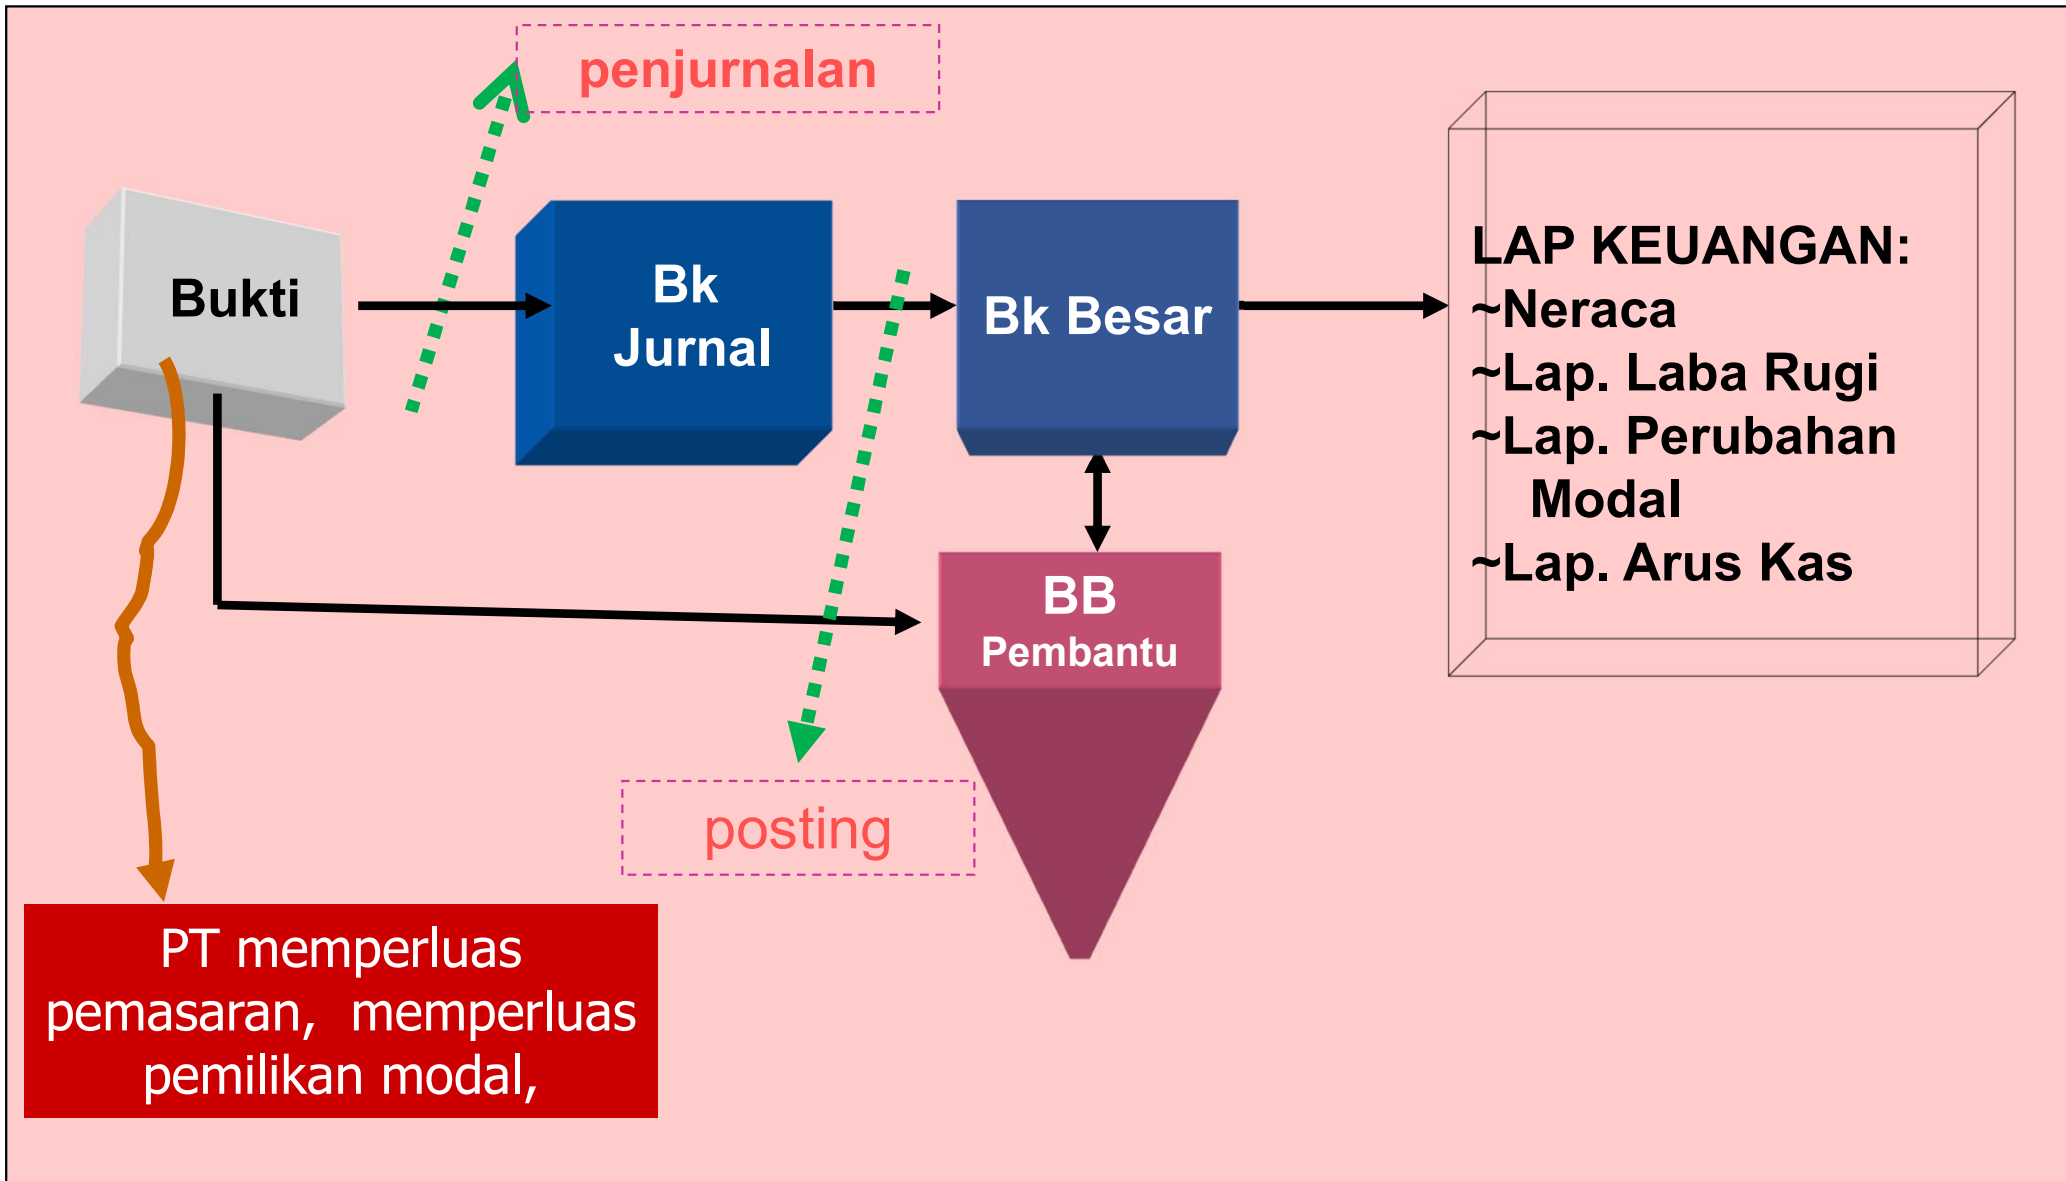 penjurnalan
Bukti
Bk
Jurnal
Bk Besar
LAP KEUANGAN:
~Neraca
~Lap. Laba Rugi
~Lap. Perubahan
Modal
~Lap. Arus Kas
BB
Pembantu
posting
PT memperluas
pemasaran, memperluas
pemilikan modal,